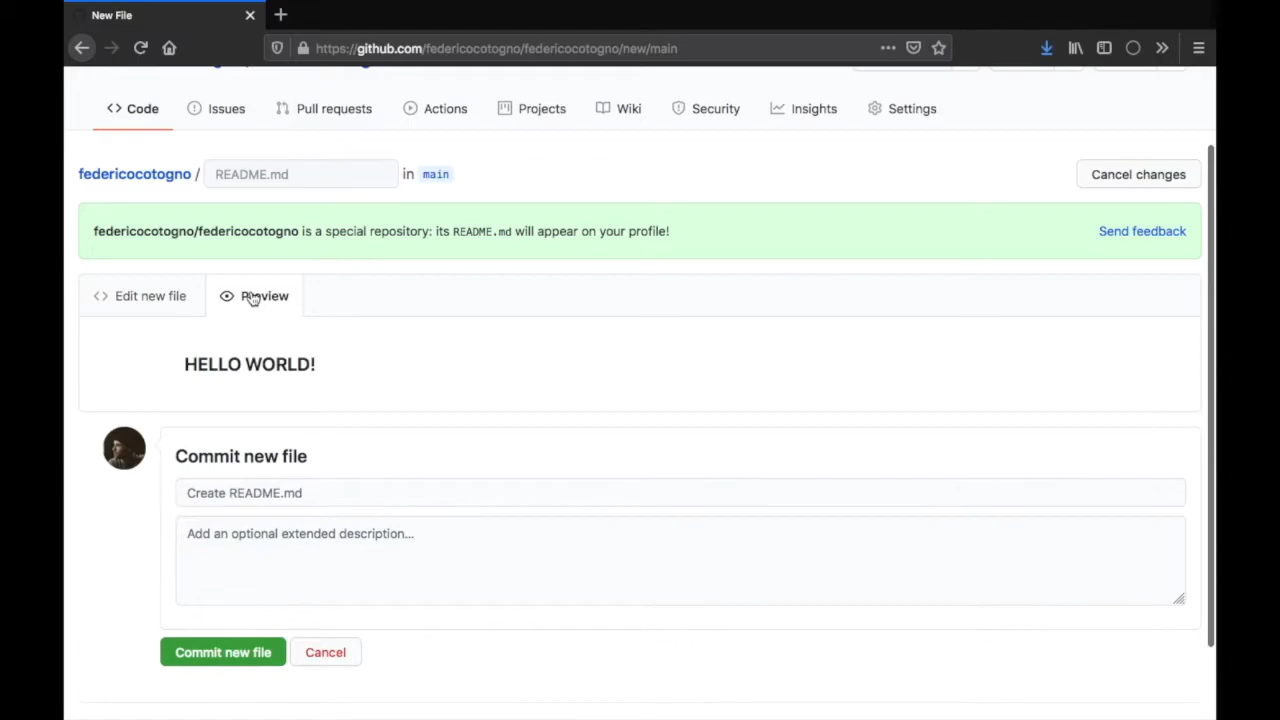 New File
https://github.com/federicocotogno/federicocotogno/new/main
Code Issues Pull requests Actions Projects Wiki Security Insights Settings
federicocotogno / README.md in main Cancel changes
federicocotogno/federicocotogno is a special repository: its README.md will appear on your profile! Send feedback
Edit new file Preview
HELLO WORLD!
Commit new file
Create README.md
Add an optional extended description...
Commit new file Cancel